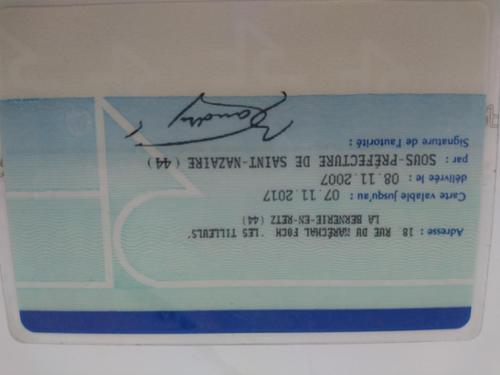 Adresse : 18 RUE DU MARÉCHAL FOCH 'LES TILLEULS'
LA BERNERIE-EN-RETZ (44)
Carte valable jusqu'au : 07.11.2017
délivrée le : 08.11.2007
par : SOUS-PRÉFECTURE DE SAINT-NAZAIRE (44)
Signature de l'autorité :